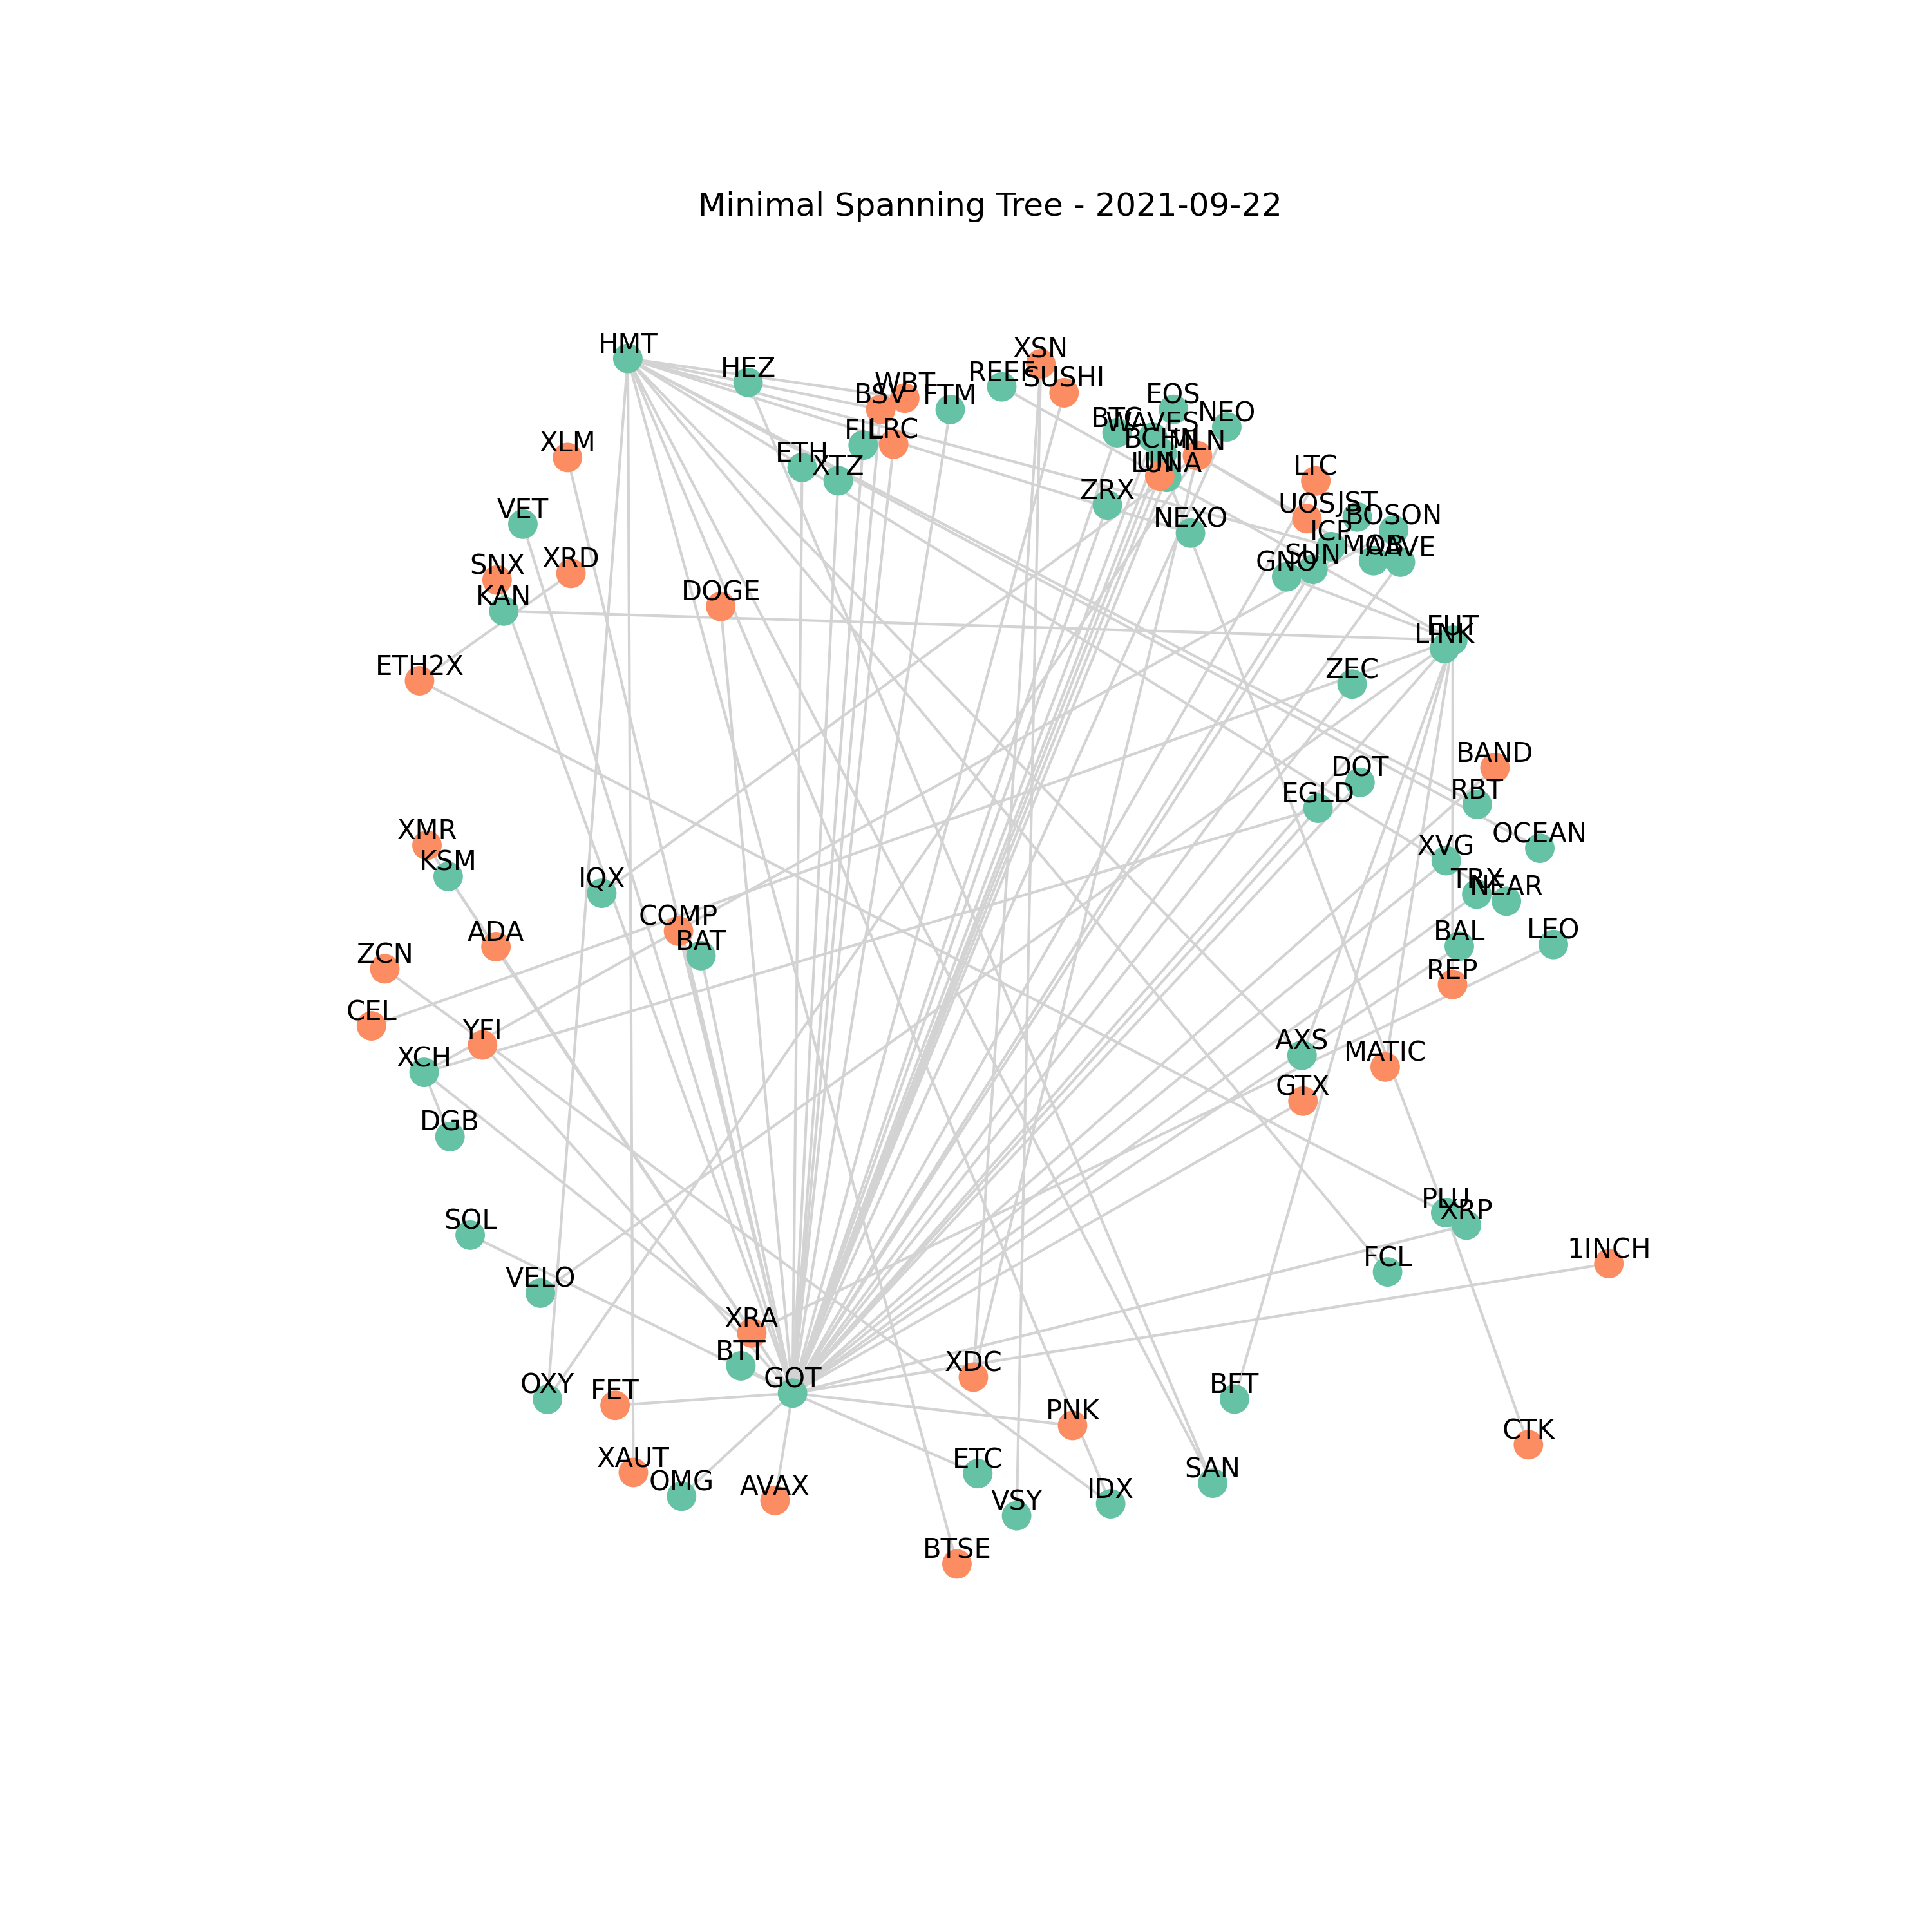 Minimal Spanning Tree - 2021-09-22
HMT
XSN
HEZ
REEF
SUSHI
WBT
BSV
FTM
EOS
NEO
BTC
WAVES
FIL
LRC
XLM
BCHN
MLN
ETH
XTZ
UNI
LUNA
LTC
ZRX
UOS
JST
VET
NEXO
BOSON
ICP
MOB
AAVE
SNX
XRD
GNO
SUN
KAN
DOGE
EUT
LINK
ETH2X
ZEC
BAND
DOT
EGLD
RBT
XMR
OCEAN
KSM
XVG
IQX
TRX
NEAR
COMP
ADA
BAT
BAL
LEO
ZCN
REP
CEL
YFI
AXS
XCH
MATIC
GTX
DGB
PLU
XRP
SOL
FCL
1INCH
VELO
XRA
BTT
XDC
GOT
OXY
FET
BFT
PNK
CTK
XAUT
OMG
AVAX
ETC
SAN
VSY
IDX
BTSE